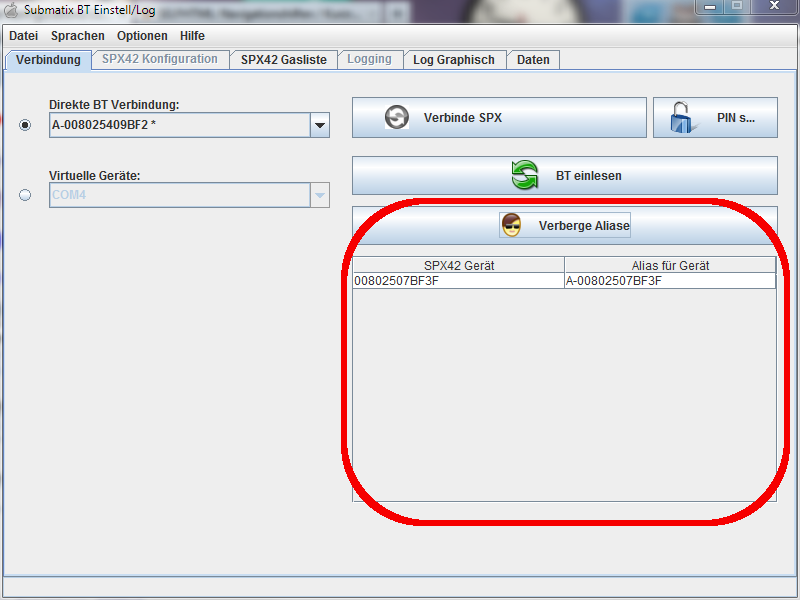 Submatix BT Einstell/Log
Datei Sprachen Optionen Hilfe
Verbindung SPX42 Konfiguration SPX42 Gasliste Logging Log Graphisch Daten
Direkte BT Verbindung:
A-008025409BF2 *
Verbinde SPX
PIN s...
Virtuelle Geräte:
COM4
BT einlesen
Verberge Aliase
SPX42 Gerät Alias für Gerät
00802507BF3F A-00802507BF3F